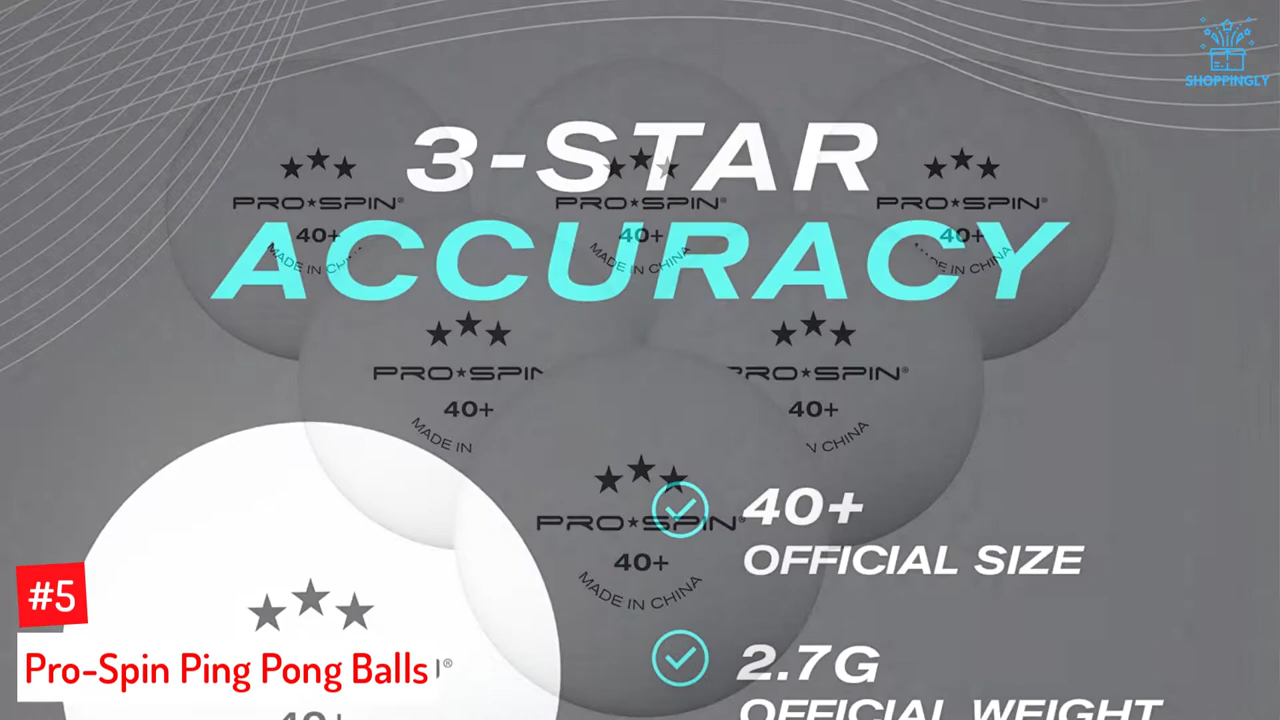 SHOPPINGLY
3-STAR
ACCURACY
PRO★SPIN®
40+
MADE IN CHINA
PRO★SPIN®
40+
MADE IN CHINA
PRO★SPIN®
40+
MADE IN CHINA
PRO★SPIN
40+
MADE IN
PRO★SPIN®
40+
CHINA
PRO★SPIN®
40+
MADE IN CHINA
40+
OFFICIAL SIZE
2.7G
OFFICIAL WEIGHT
#5
Pro-Spin Ping Pong Balls
40+